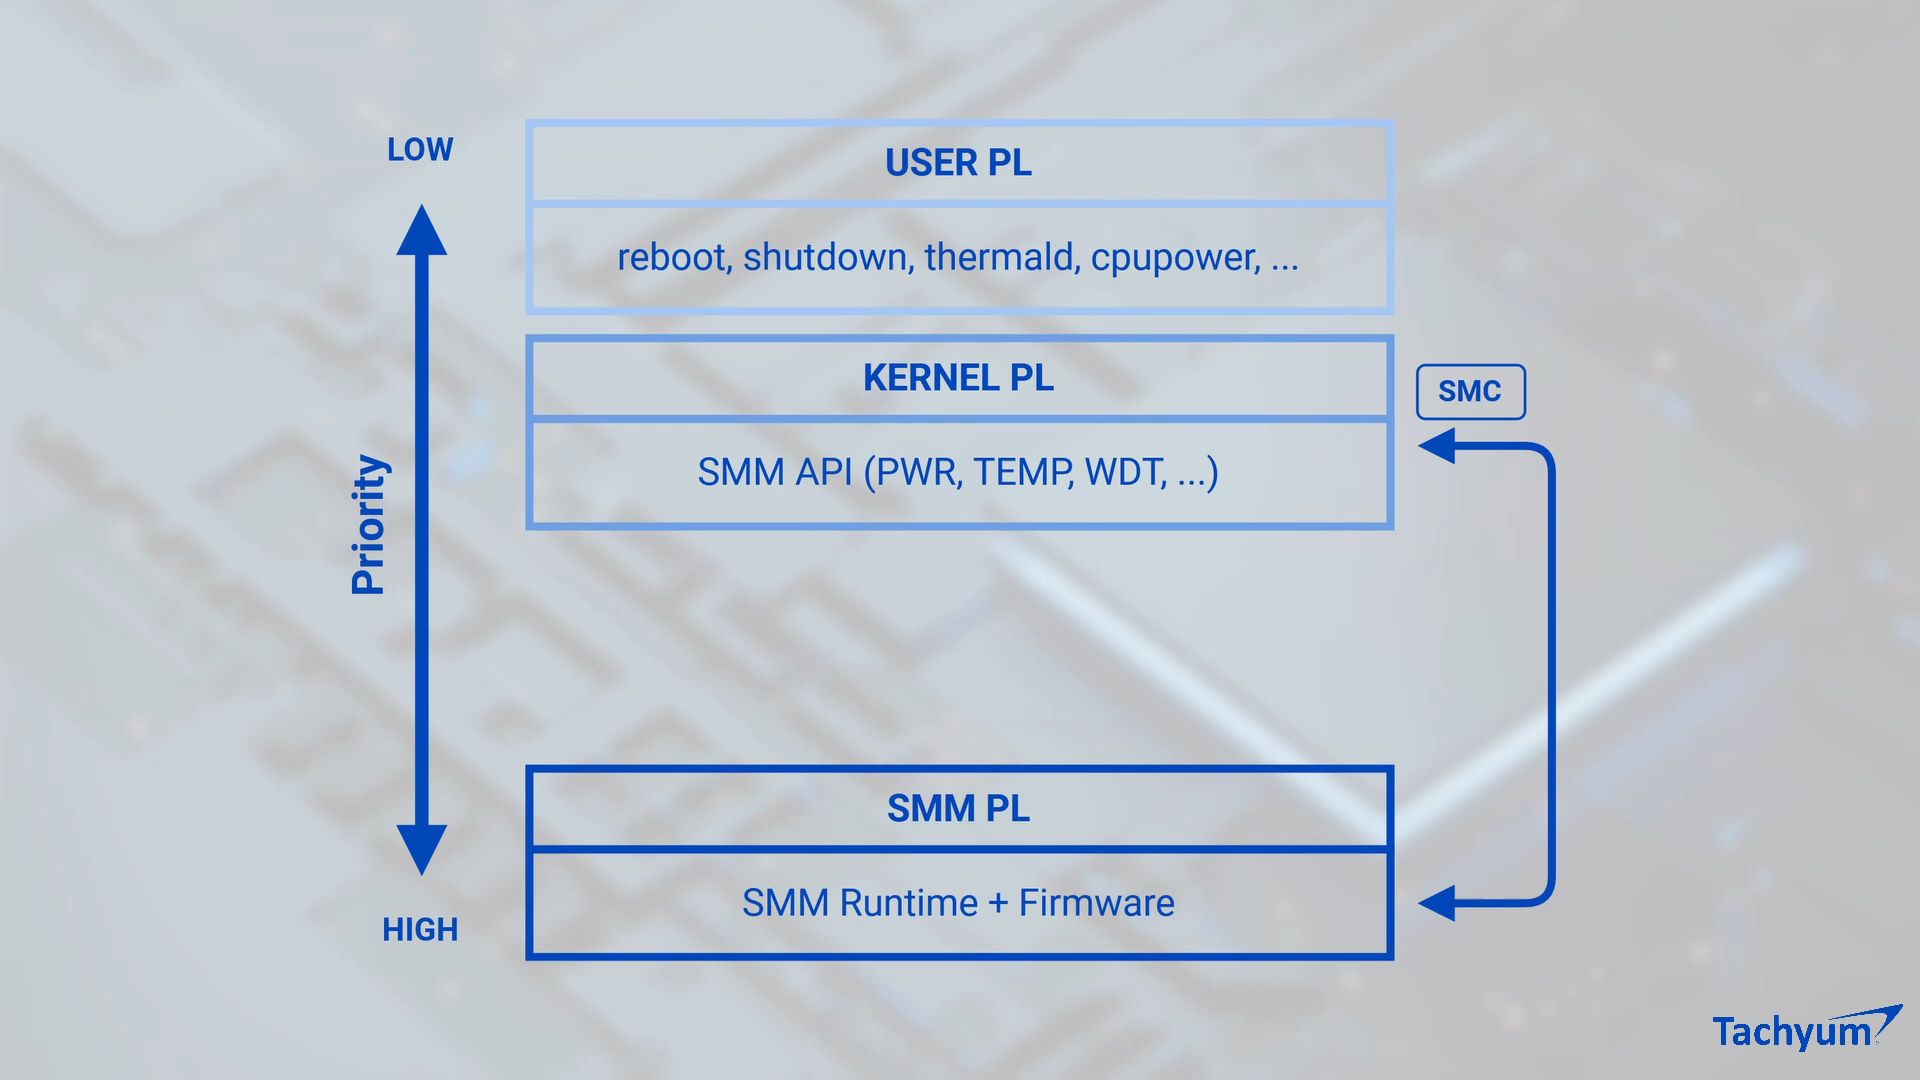 LOW
USER PL
reboot, shutdown, thermald, cpupower, ...
KERNEL PL
SMC
SMM API (PWR, TEMP, WDT, ...)
Priority
SMM PL
SMM Runtime + Firmware
HIGH
Tachyum